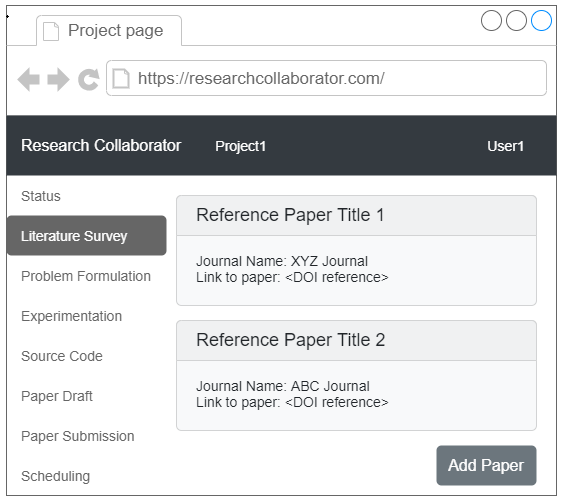 Project page
https://researchcollaborator.com/
Research Collaborator Project1 User1
Status
Literature Survey
Problem Formulation
Experimentation
Source Code
Paper Draft
Paper Submission
Scheduling
Reference Paper Title 1
Journal Name: XYZ Journal
Link to paper: <DOI reference>
Reference Paper Title 2
Journal Name: ABC Journal
Link to paper: <DOI reference>
Add Paper